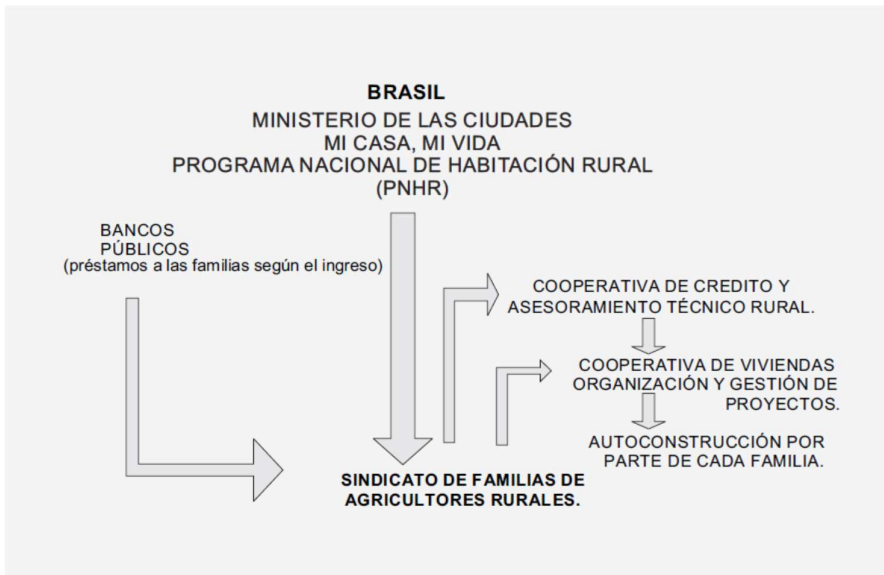 BRASIL
MINISTERIO DE LAS CIUDADES
MI CASA, MI VIDA
PROGRAMA NACIONAL DE HABITACIÓN RURAL
(PNHR)
BANCOS
PÚBLICOS
(préstamos a las familias según el ingreso)
COOPERATIVA DE CREDITO Y
ASESORAMIENTO TÉCNICO RURAL.
COOPERATIVA DE VIVIENDAS
ORGANIZACIÓN Y GESTIÓN DE
PROYECTOS.
AUTOCONSTRUCCIÓN POR
PARTE DE CADA FAMILIA.
SINDICATO DE FAMILIAS DE
AGRICULTORES RURALES.